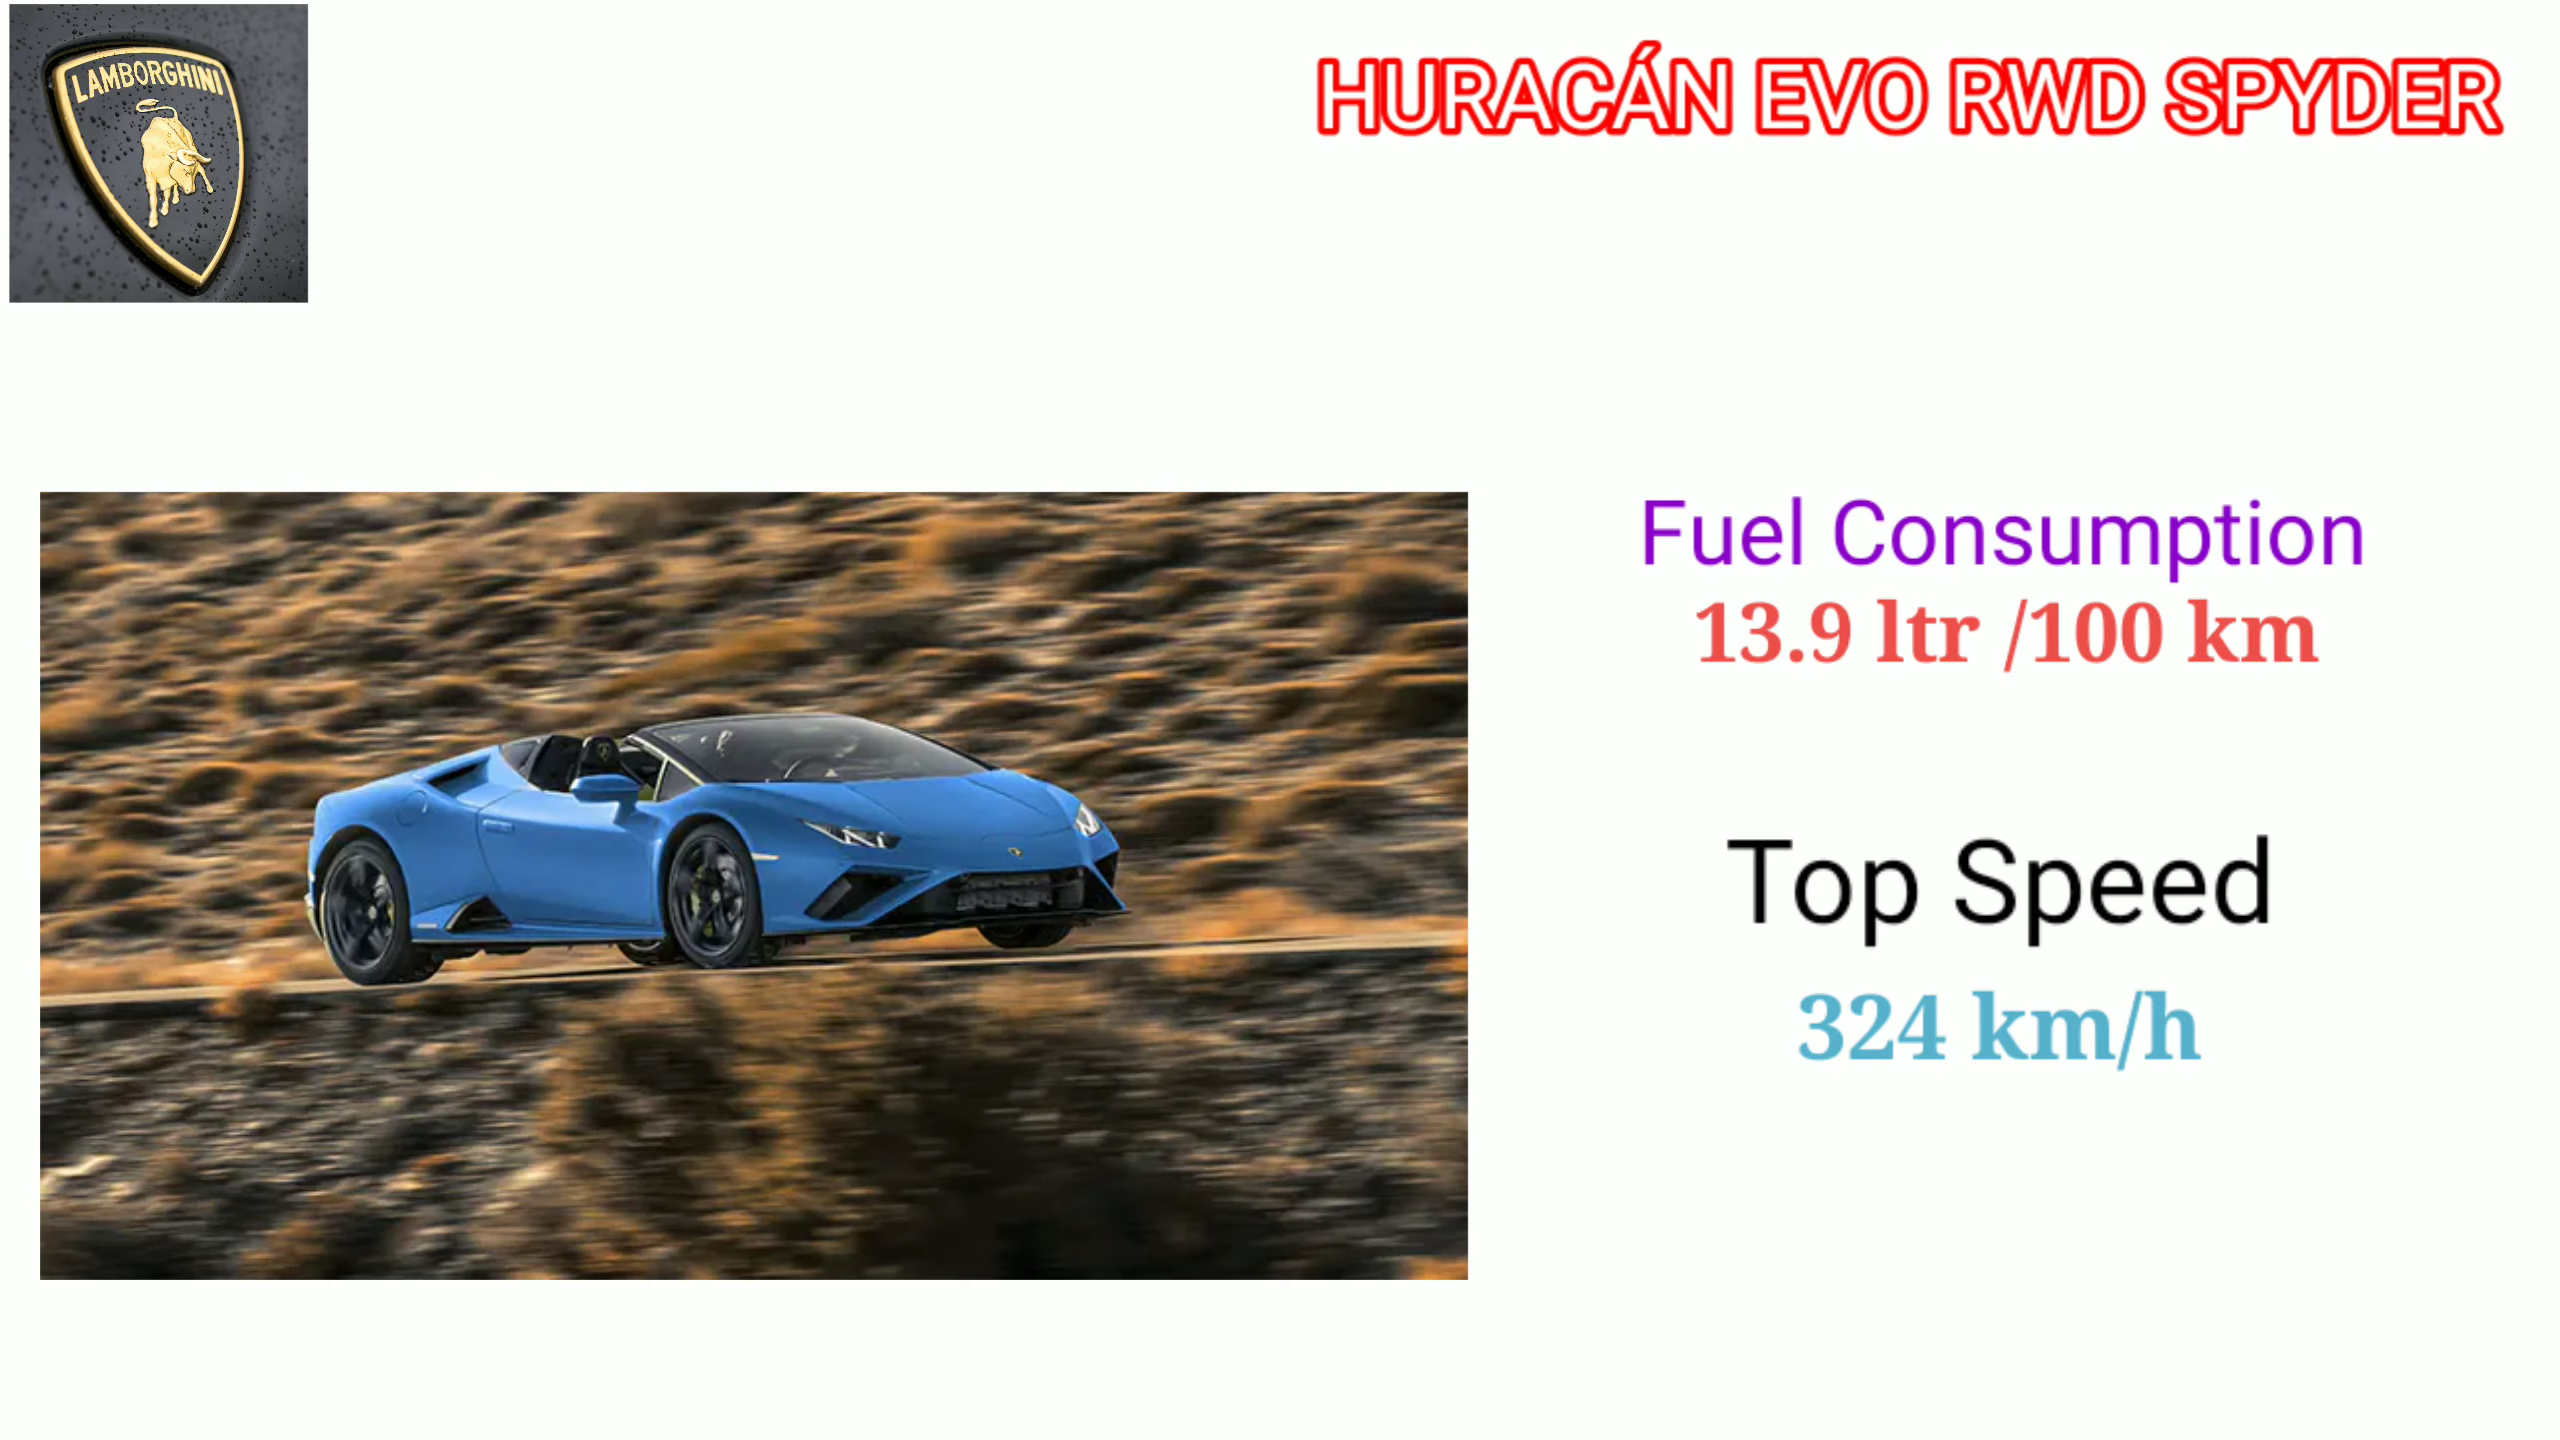 LAMBORGHINI
HURACÁN EVO RWD SPYDER
Fuel Consumption
13.9 ltr /100 km
Top Speed
324 km/h